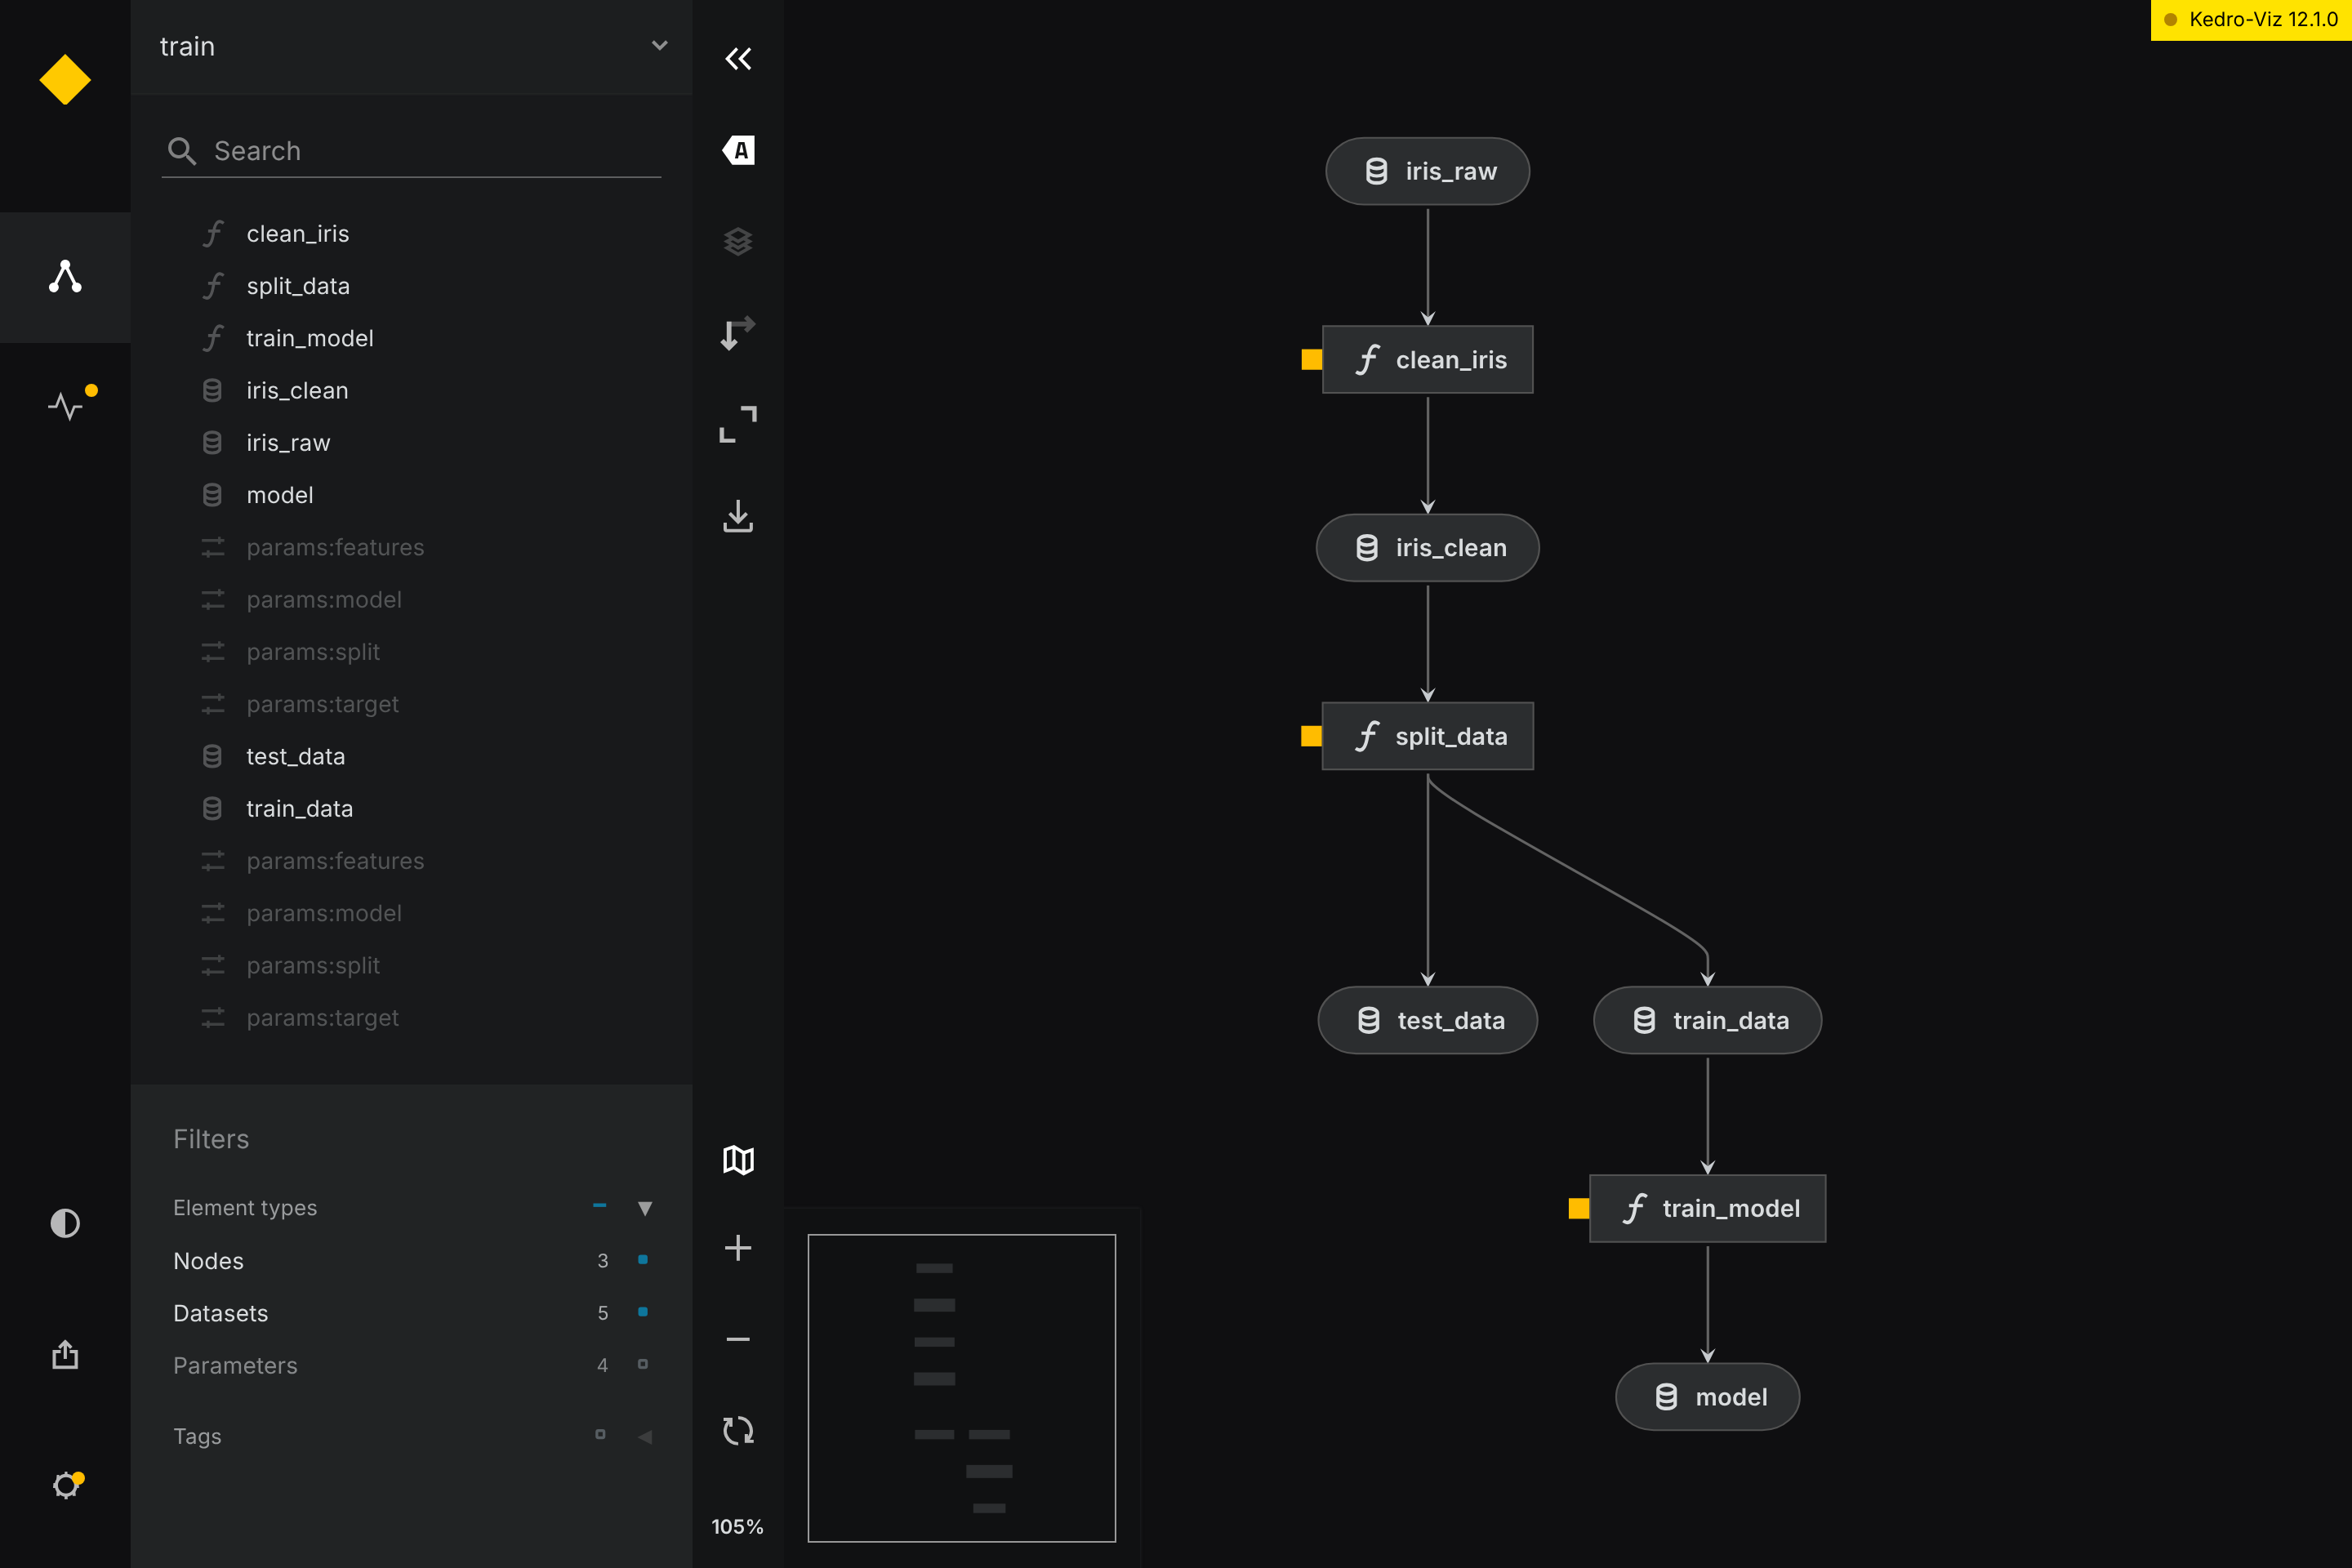 train
Search
clean_iris
split_data
train_model
iris_clean
iris_raw
model
params:features
params:model
params:split
params:target
test_data
train_data
params:features
params:model
params:split
params:target
Filters
Element types
Nodes 3
Datasets 5
Parameters 4
Tags
A
105%
Kedro-Viz 12.1.0
iris_raw
clean_iris
iris_clean
split_data
test_data train_data
train_model
model